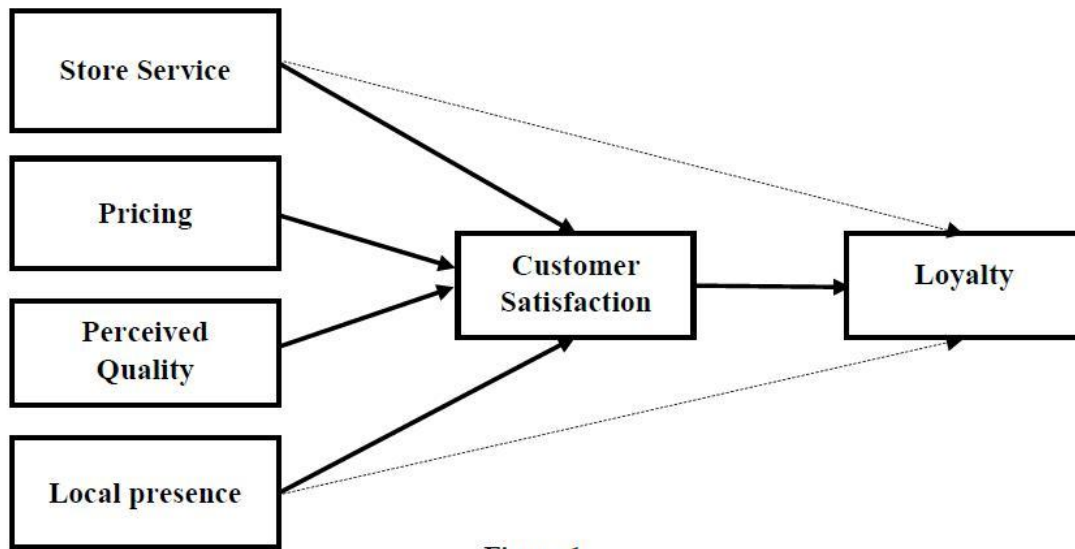 Store Service
Pricing
Perceived
Quality
Local presence
Customer
Satisfaction
Loyalty